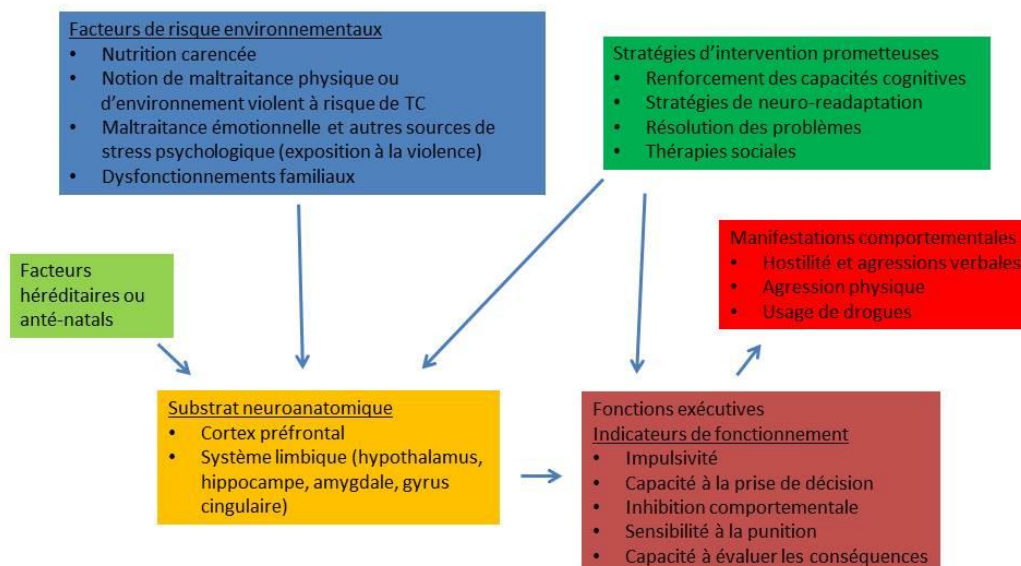 Facteurs de risque environnementaux
• Nutrition carencée
• Notion de maltraitance physique ou
d'environnement violent à risque de TC
• Maltraitance émotionnelle et autres sources de
stress psychologique (exposition à la violence)
• Dysfonctionnements familiaux
Stratégies d'intervention prometteuses
• Renforcement des capacités cognitives
• Stratégies de neuro-readaptation
• Résolution des problèmes
• Thérapies sociales
Manifestations comportementales
• Hostilité et agressions verbales
• Agression physique
• Usage de drogues
Facteurs
héréditaires ou
anté-natals
Substrat neuroanatomique
• Cortex préfrontal
• Système limbique (hypothalamus,
hippocampe, amygdale, gyrus
cingulaire)
Fonctions exécutives
Indicateurs de fonctionnement
• Impulsivité
• Capacité à la prise de décision
• Inhibition comportementale
• Sensibilité à la punition
• Capacité à évaluer les conséquences